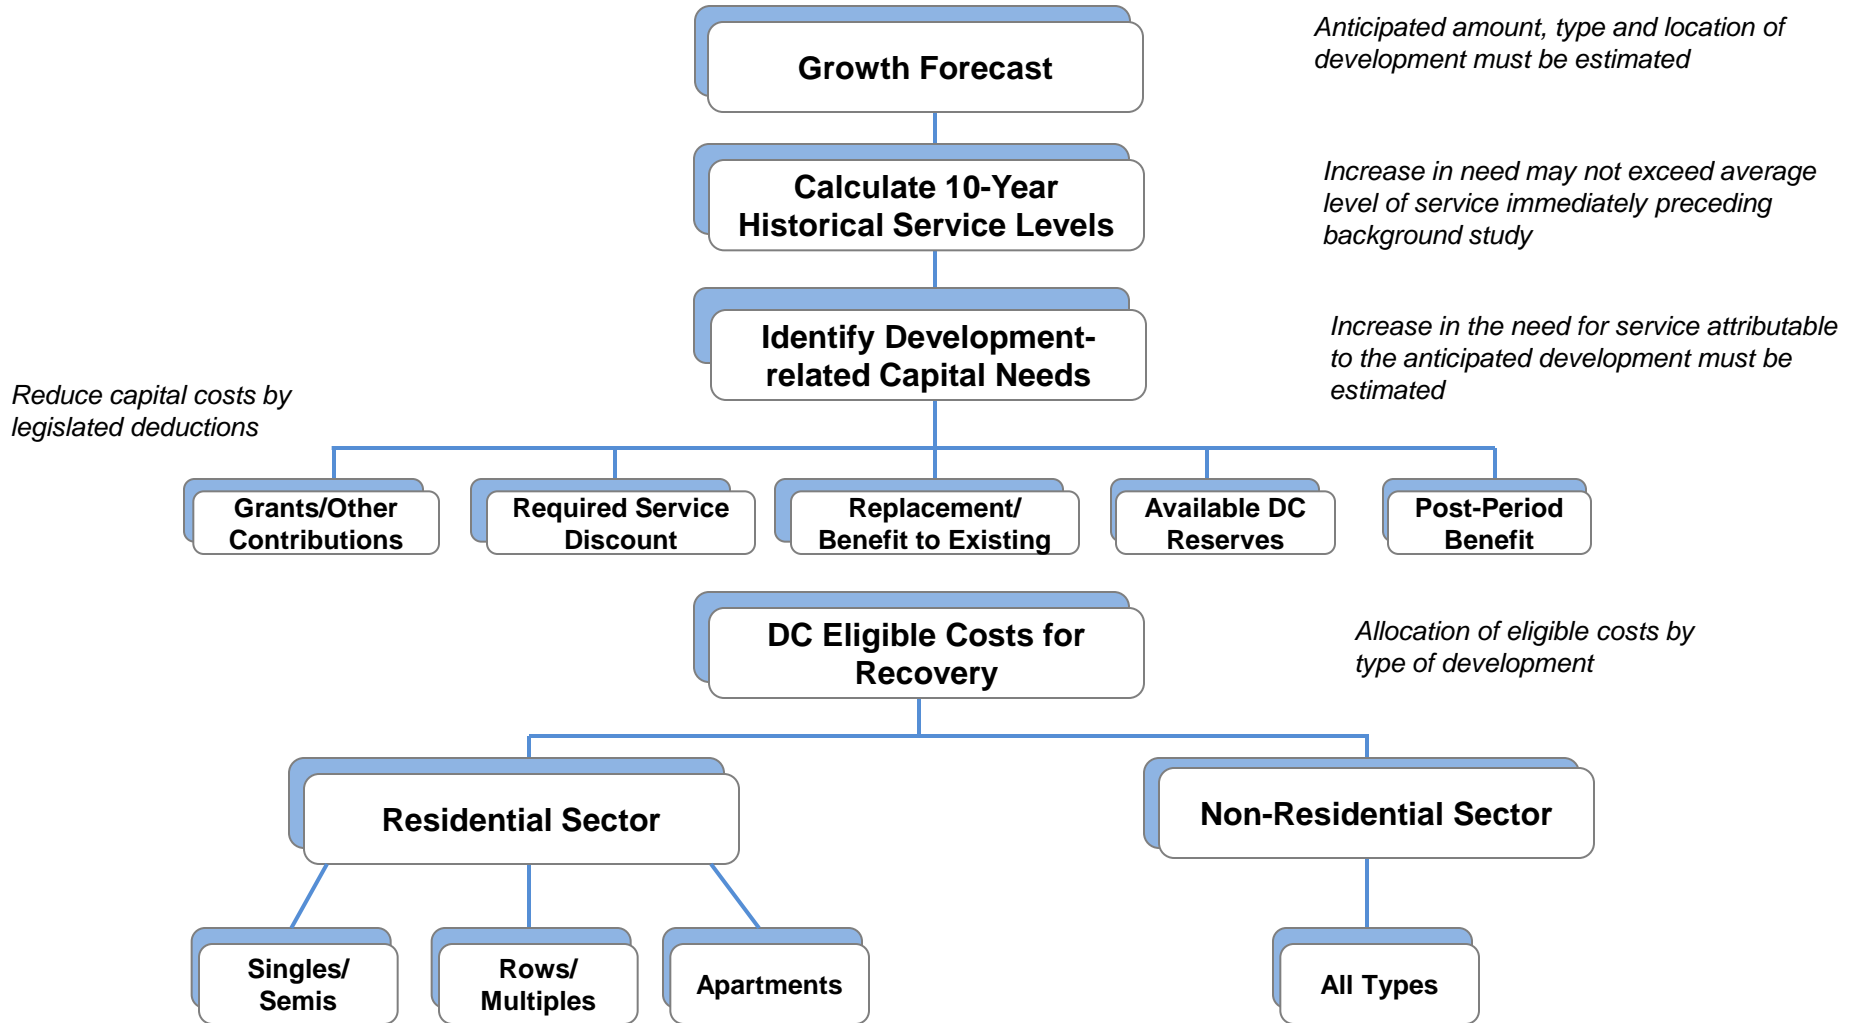 Growth Forecast
Anticipated amount, type and location of
development must be estimated
Calculate 10-Year
Historical Service Levels
Increase in need may not exceed average
level of service immediately preceding
background study
Identify Development-
related Capital Needs
Increase in the need for service attributable
to the anticipated development must be
estimated
Reduce capital costs by
legislated deductions
Grants/Other
Contributions
Required Service
Discount
Replacement/
Benefit to Existing
Available DC
Reserves
Post-Period
Benefit
DC Eligible Costs for
Recovery
Allocation of eligible costs by
type of development
Residential Sector
Non-Residential Sector
Singles/
Semis
Rows/
Multiples
Apartments
All Types